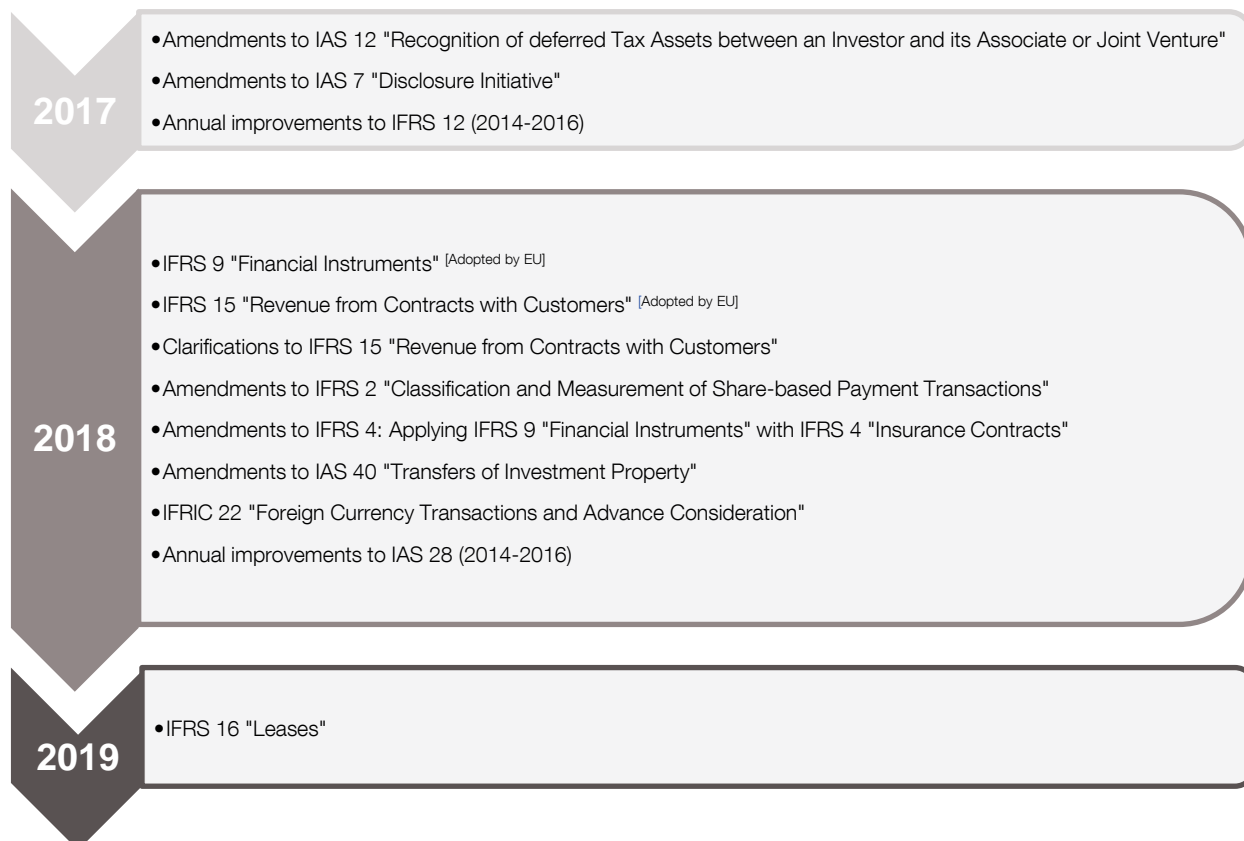 2017
•Amendments to IAS 12 "Recognition of deferred Tax Assets between an Investor and its Associate or Joint Venture"
•Amendments to IAS 7 "Disclosure Initiative"
•Annual improvements to IFRS 12 (2014-2016)
2018
•IFRS 9 "Financial Instruments" [Adopted by EU]
•IFRS 15 "Revenue from Contracts with Customers" [Adopted by EU]
•Clarifications to IFRS 15 "Revenue from Contracts with Customers"
•Amendments to IFRS 2 "Classification and Measurement of Share-based Payment Transactions"
•Amendments to IFRS 4: Applying IFRS 9 "Financial Instruments" with IFRS 4 "Insurance Contracts"
•Amendments to IAS 40 "Transfers of Investment Property"
•IFRIC 22 "Foreign Currency Transactions and Advance Consideration"
•Annual improvements to IAS 28 (2014-2016)
2019
•IFRS 16 "Leases"